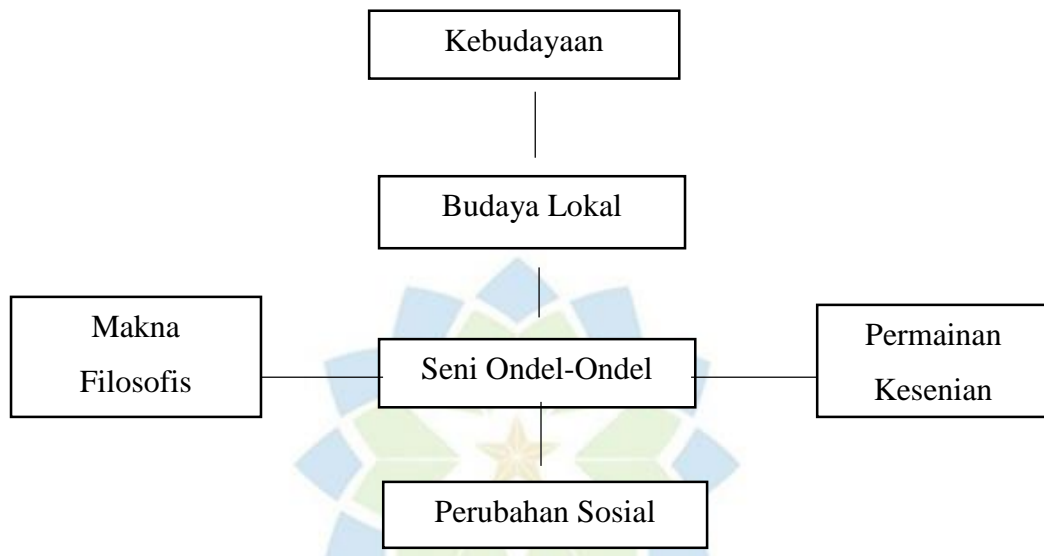 Kebudayaan
Budaya Lokal
Makna
Filosofis
Seni Ondel-Ondel
Permainan
Kesenian
Perubahan Sosial